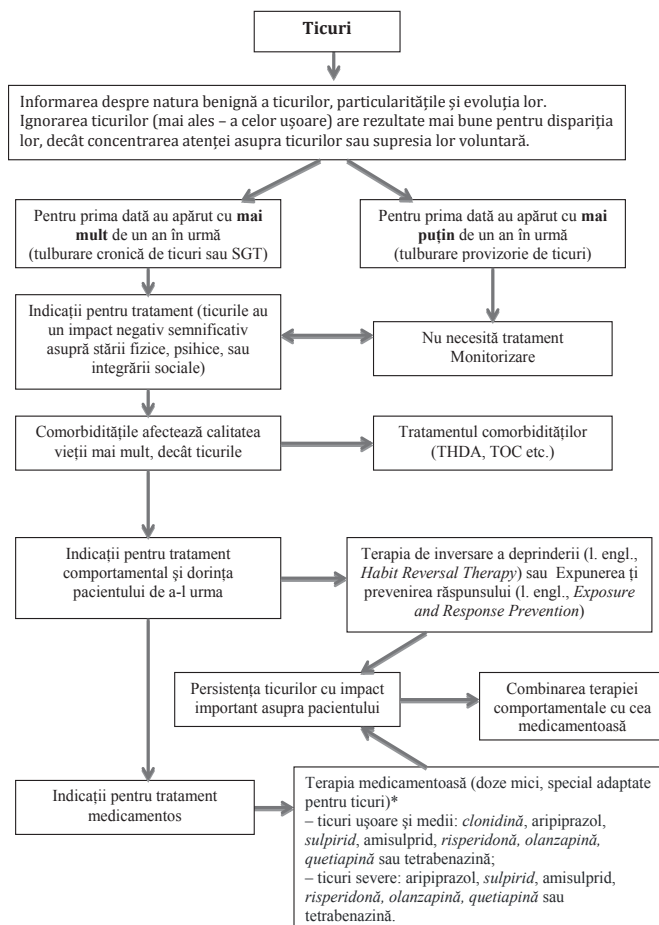 Ticuri
Informarea despre natura benignă a ticurilor, particularitățile și evoluția lor.
Ignorarea ticurilor (mai ales – a celor ușoare) are rezultate mai bune pentru dispariția
lor, decât concentrarea atenței asupra ticurilor sau supresia lor voluntară.
Pentru prima dată au apărut cu mai
mult de un an în urmă
(tulburare cronică de ticuri sau SGT)
Pentru prima dată au apărut cu mai
puțin de un an în urmă
(tulburare provizorie de ticuri)
Indicații pentru tratament (ticurile au
un impact negativ semnificativ
asupră stării fizice, psihice, sau
integrării sociale)
Nu necesită tratament
Monitorizare
Comorbiditățile afectează calitatea
vieții mai mult, decât ticurile
Tratamentul comorbidităților
(THDA, TOC etc.)
Indicații pentru tratament
comportamental și dorința
pacientului de a-l urma
Terapia de inversare a deprinderii (l. engl.,
Habit Reversal Therapy) sau Expunerea ți
prevenirea răspunsului (l. engl., Exposure
and Response Prevention)
Persistența ticurilor cu impact
important asupra pacientului
Combinarea terapiei
comportamentale cu cea
medicamentoasă
Indicații pentru tratament
medicamentos
Terapia medicamentoasă (doze mici, special adaptate
pentru ticuri)*
– ticuri ușoare și medii: clonidină, aripiprazol,
sulpirid, amisulprid, risperidonă, olanzapină,
quetiapină sau tetrabenazină;
– ticuri severe: aripiprazol, sulpirid, amisulprid,
risperidonă, olanzapină, quetiapină sau
tetrabenazină.